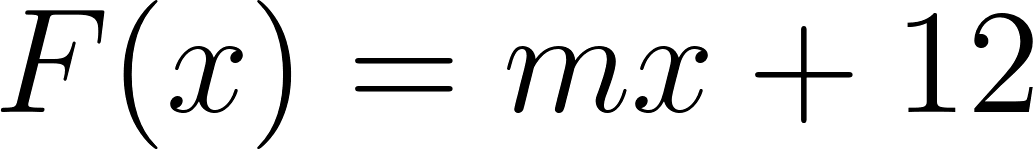 F(x) = mx + 12